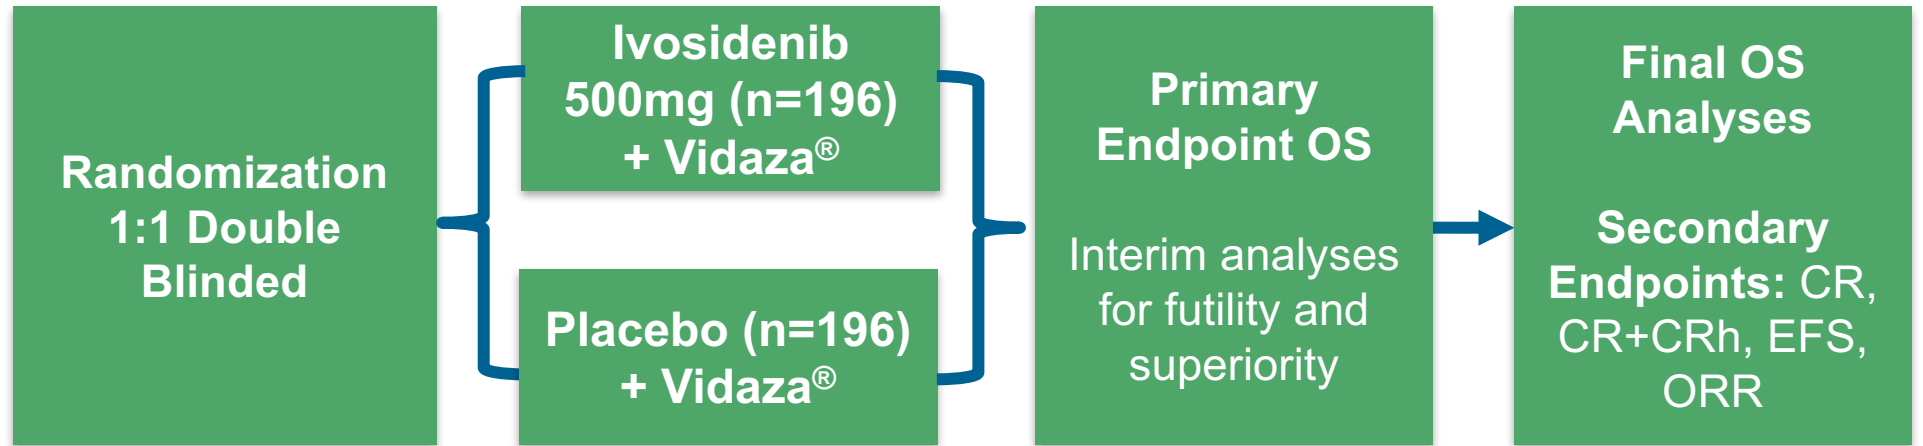 Randomization
1:1 Double
Blinded
Ivosidenib
500mg (n=196)
+ Vidaza®
Placebo (n=196)
+ Vidaza®
Primary
Endpoint OS
Interim analyses
for futility and
superiority
Final OS
Analyses
Secondary
Endpoints: CR,
CR+CRh, EFS,
ORR